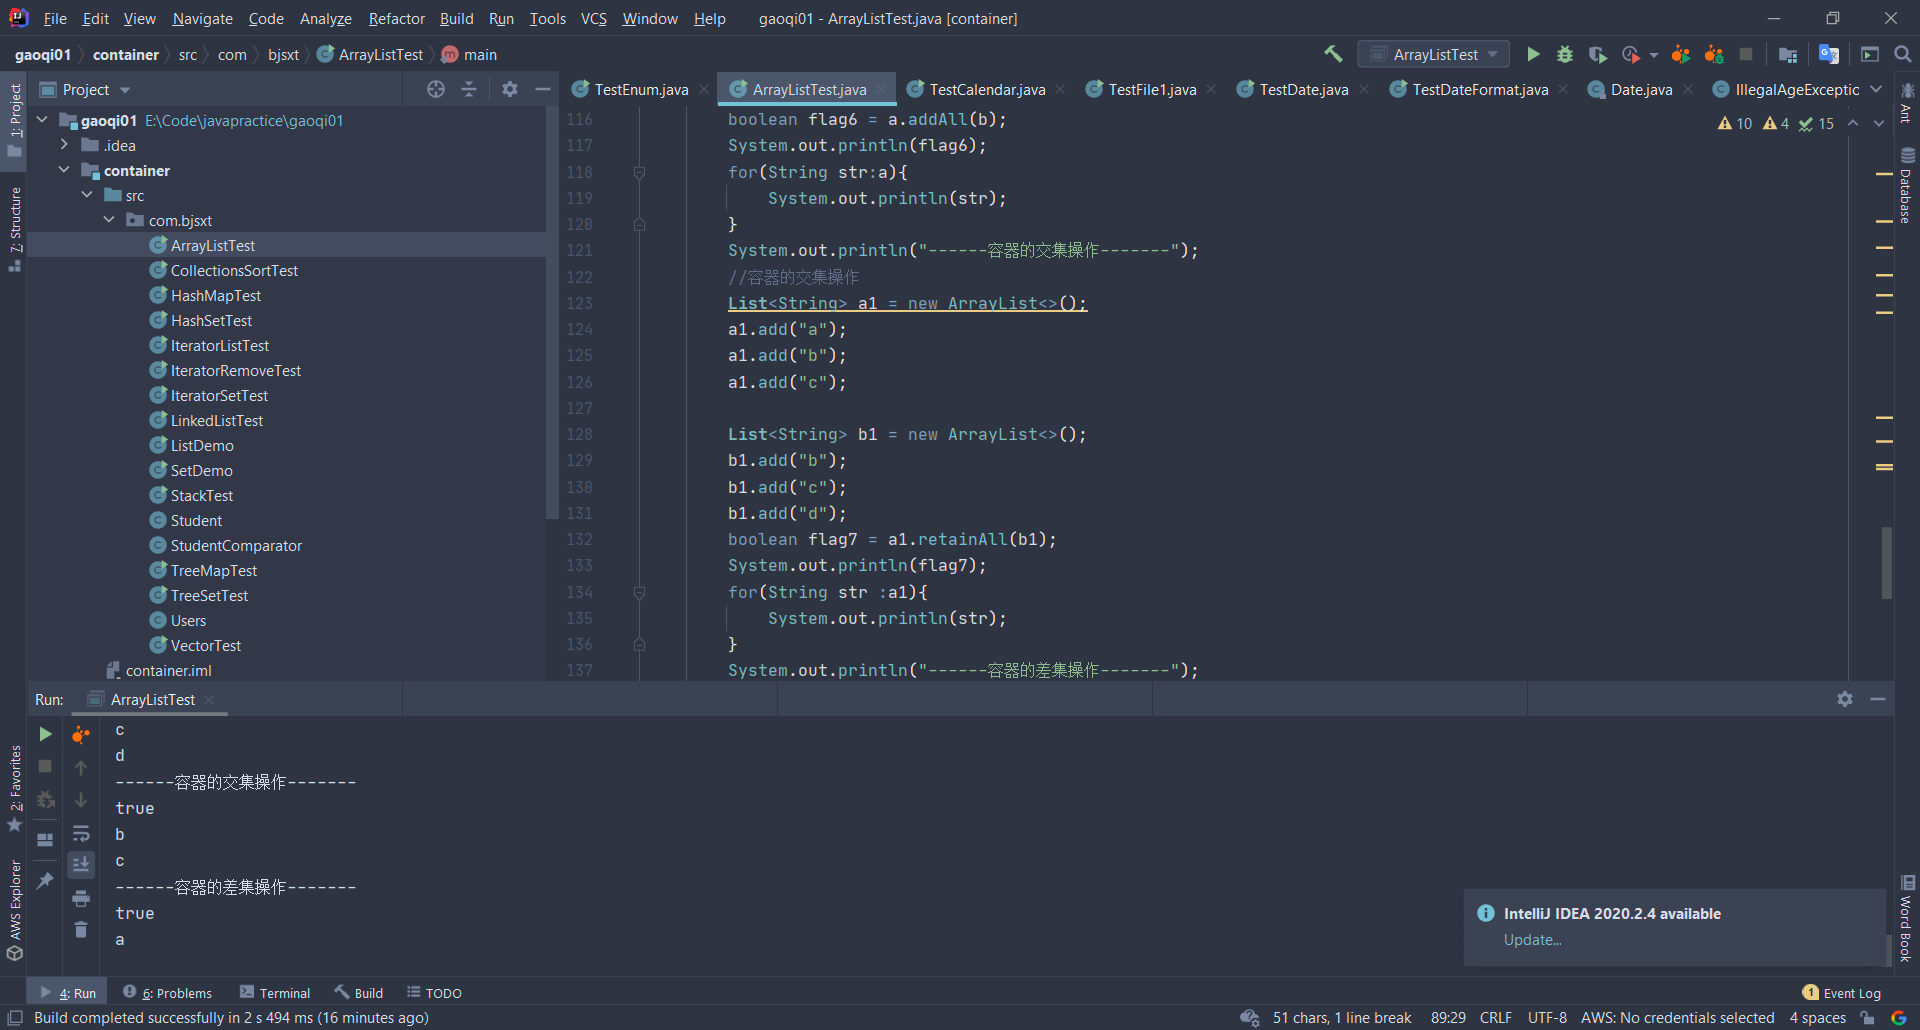 File Edit View Navigate Code Analyze Refactor Build Run Tools VCS Window Help gaoqi01 - ArrayListTest.java [container]
gaoqi01 container src com bjsxt ArrayListTest main ArrayListTest
Project
TestEnum.java ArrayListTest.java TestCalendar.java TestFile1.java TestDate.java TestDateFormat.java Date.java IllegalAgeExceptio
1: Project
7: Structure
2: Favorites
AWS Explorer
gaoqi01 E:\Code\javapractice\gaoqi01
.idea
container
src
com.bjsxt
ArrayListTest
CollectionsSortTest
HashMapTest
HashSetTest
IteratorListTest
IteratorRemoveTest
IteratorSetTest
LinkedListTest
ListDemo
SetDemo
StackTest
Student
StudentComparator
TreeMapTest
TreeSetTest
Users
VectorTest
container.iml
10 4 15
116 boolean flag6 = a.addAll(b);
117 System.out.println(flag6);
118 for(String str:a){
119 System.out.println(str);
120 }
121 System.out.println("------容器的交集操作-------");
122 //容器的交集操作
123 List<String> a1 = new ArrayList<>();
124 a1.add("a");
125 a1.add("b");
126 a1.add("c");
127
128 List<String> b1 = new ArrayList<>();
129 b1.add("b");
130 b1.add("c");
131 b1.add("d");
132 boolean flag7 = a1.retainAll(b1);
133 System.out.println(flag7);
134 for(String str :a1){
135 System.out.println(str);
136 }
137 System.out.println("------容器的差集操作-------");
Ant
Database
Word Book
Run: ArrayListTest
c
d
------容器的交集操作-------
true
b
c
------容器的差集操作-------
true
a
IntelliJ IDEA 2020.2.4 available
Update...
4: Run 6: Problems Terminal Build TODO 1 Event Log
Build completed successfully in 2 s 494 ms (16 minutes ago) 51 chars, 1 line break 89:29 CRLF UTF-8 AWS: No credentials selected 4 spaces